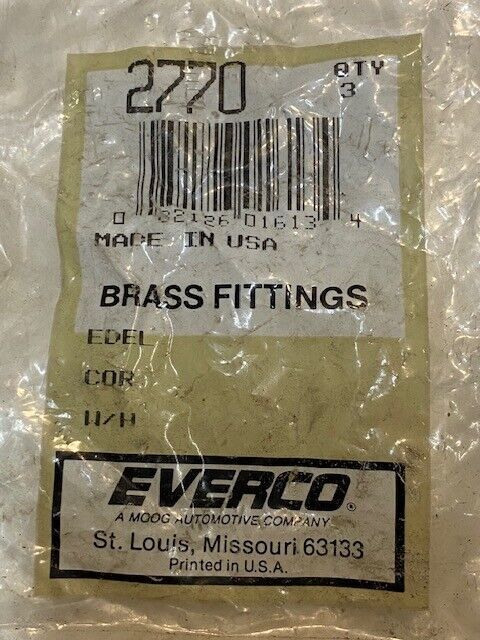 2770 QTY
3
0 32126 01613 4
MADE IN USA
BRASS FITTINGS
EDEL
COR
W/H
EVERCO®
A MOOG AUTOMOTIVE COMPANY
St. Louis, Missouri 63133
Printed in U.S.A.